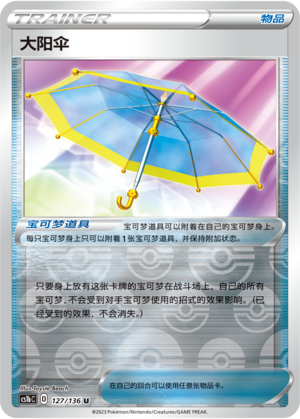 TRAINER
物品
大阳伞
宝可梦道具
宝可梦道具可以附着在自己的宝可梦身上。
每只宝可梦身上只可以附着1张宝可梦道具，并保持附加状态。
只要身上放有这张卡牌的宝可梦在战斗场上，自己的所有
宝可梦，不会受到对手宝可梦使用的招式的效果影响。（已
经受到的效果，不会消失。）
Illus. Toyste Beach
CS1b C D 127/136 U
在自己的回合可以使用任意张物品卡。
©2023 Pokémon/Nintendo/Creatures/GAME FREAK.